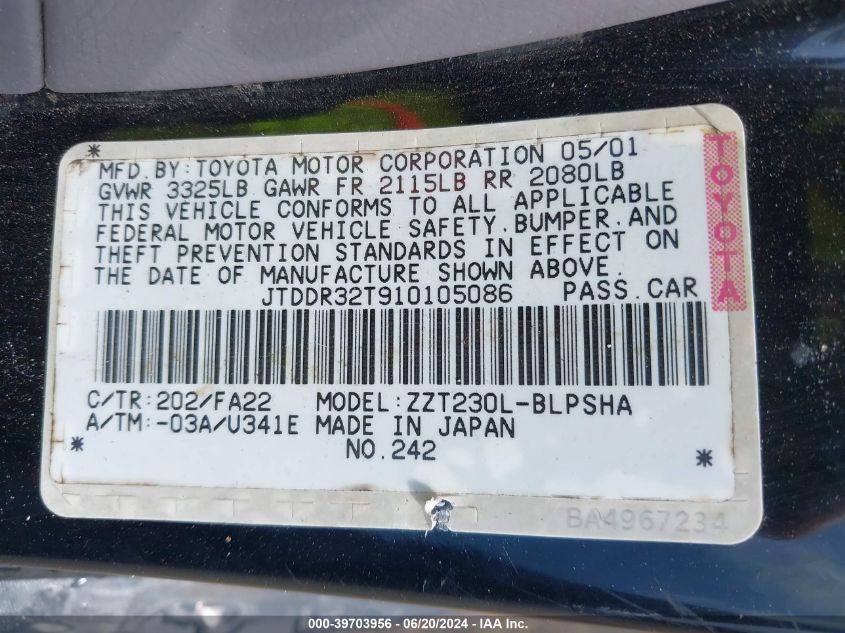 MFD. BY: TOYOTA MOTOR CORPORATION 05/01
GVWR 3325LB GAWR FR 2115LB RR 2080LB
THIS VEHICLE CONFORMS TO ALL APPLICABLE
FEDERAL MOTOR VEHICLE SAFETY, BUMPER, AND
THEFT PREVENTION STANDARDS IN EFFECT ON
THE DATE OF MANUFACTURE SHOWN ABOVE.
JTDDR32T910105086 PASS. CAR
TOYOTA
C/TR: 202/FA22 MODEL: ZZT230L-BLPSHA
A/TM: -03A/U341E MADE IN JAPAN
NO. 242
BA4967234
000-39703956 / 06/20/2024 - IAA Inc.